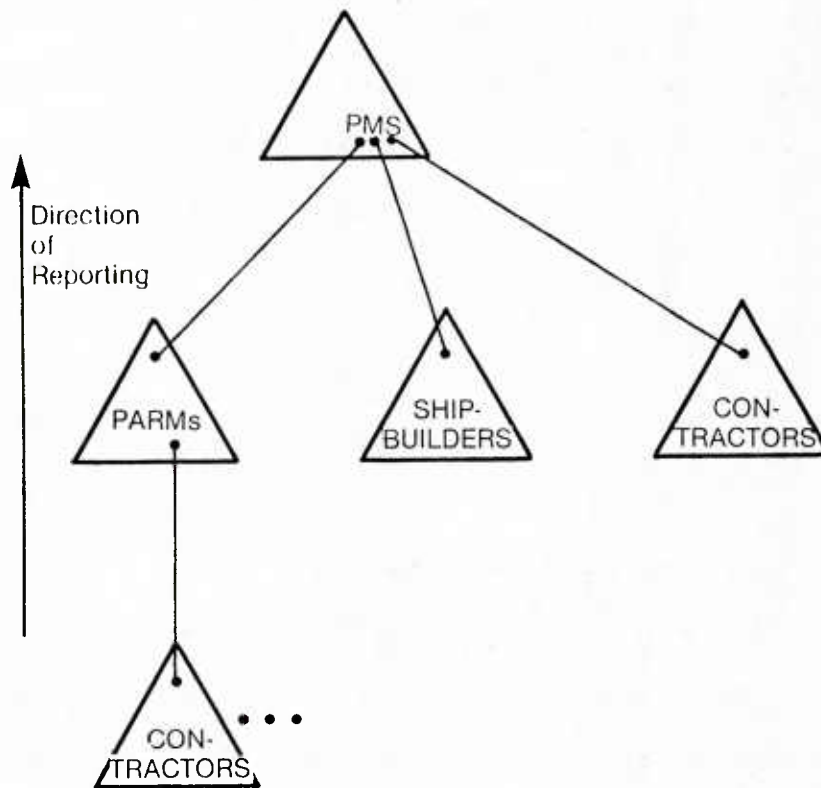 PMS
Direction
of
Reporting
PARMs
SHIP-
BUILDERS
CON-
TRACTORS
CON-
TRACTORS